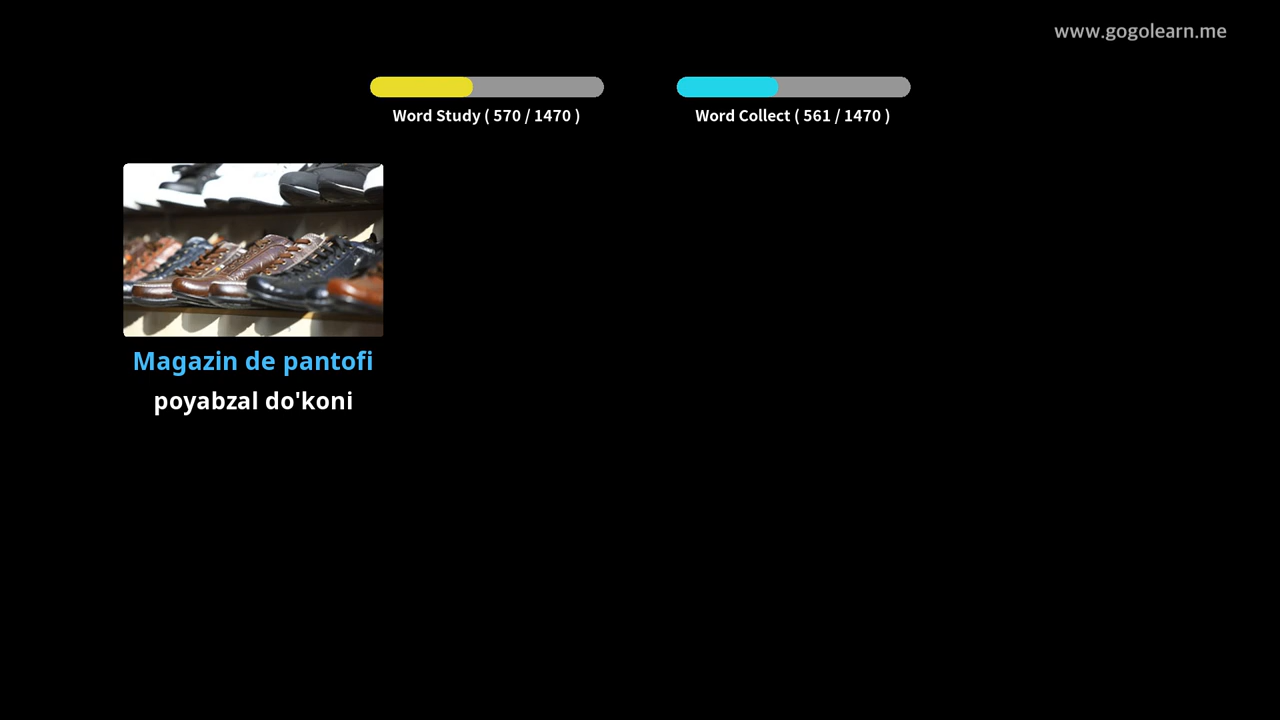 www.gogolearn.me
Word Study ( 570 / 1470 )
Word Collect ( 561 / 1470 )
Magazin de pantofi
poyabzal do'koni